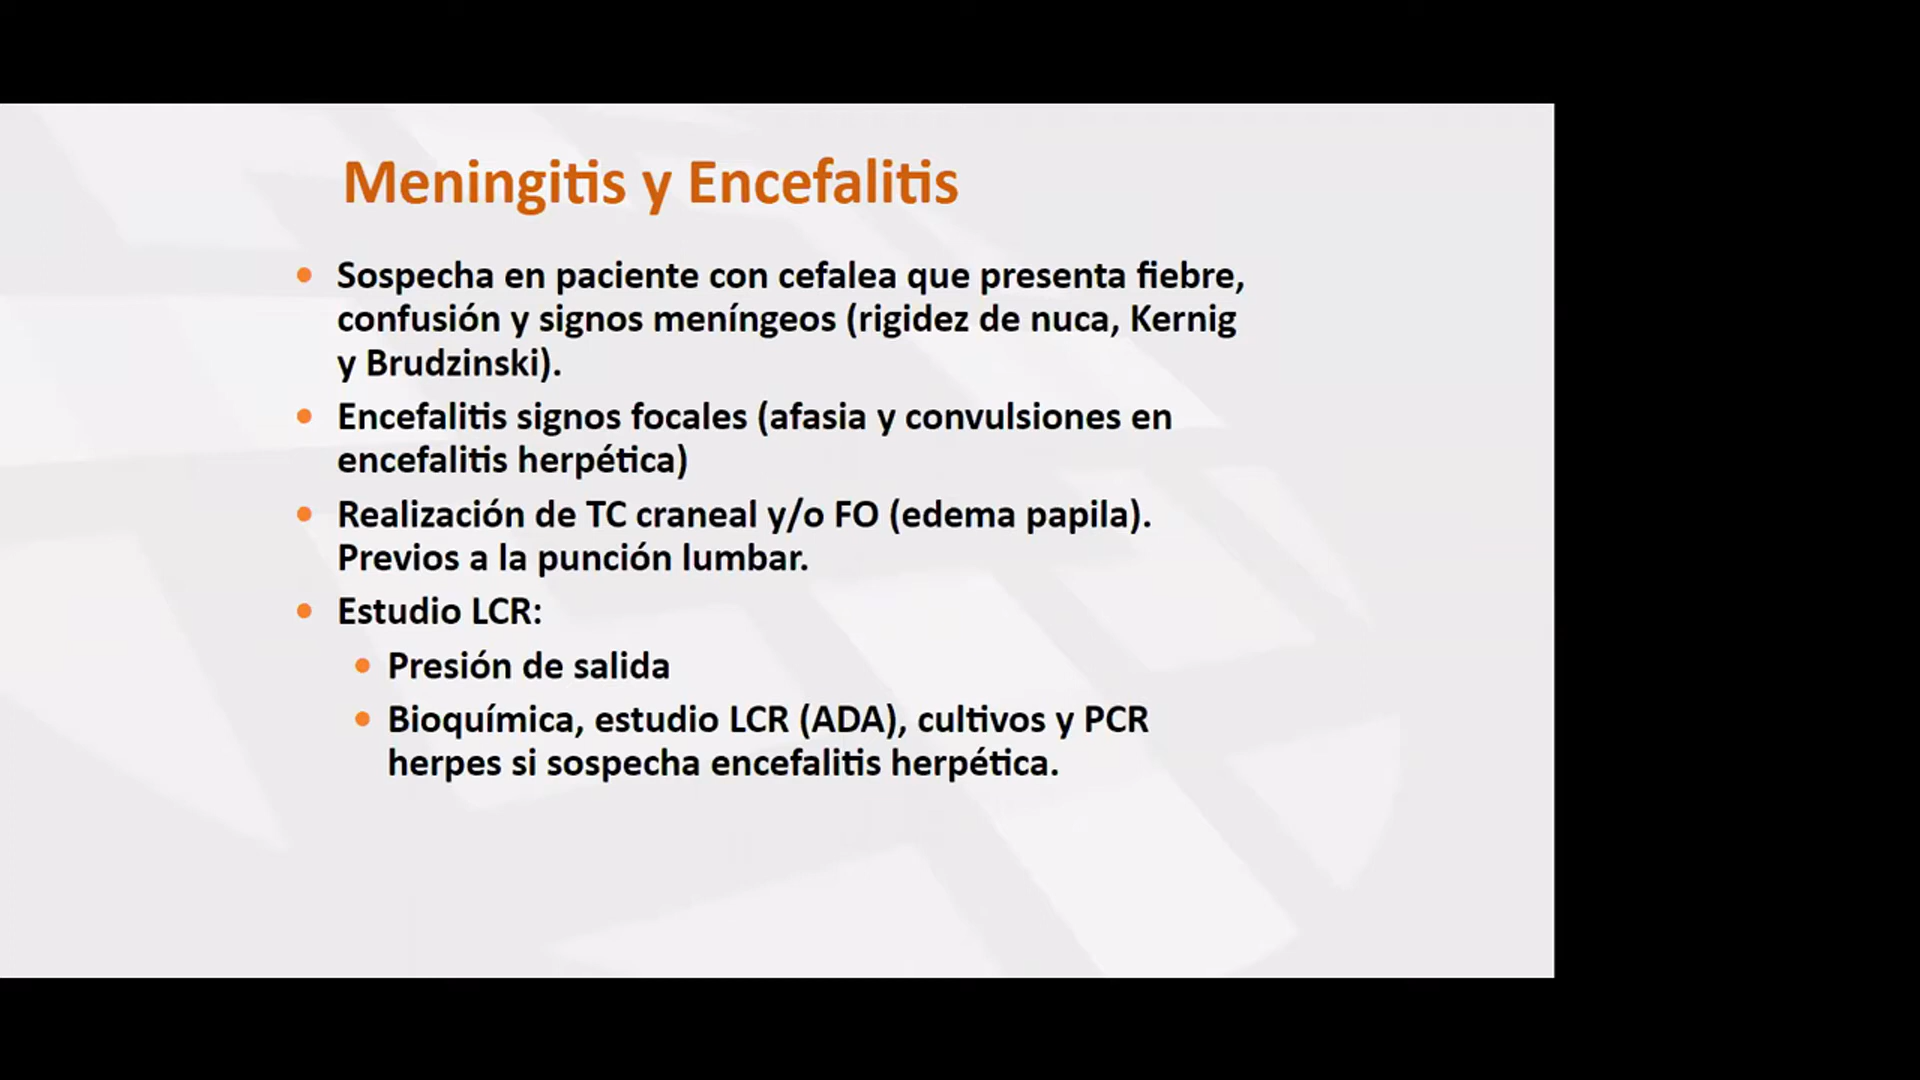 Meningitis y Encefalitis
• Sospecha en paciente con cefalea que presenta fiebre,
confusión y signos meníngeos (rigidez de nuca, Kernig
y Brudzinski).
• Encefalitis signos focales (afasia y convulsiones en
encefalitis herpética)
• Realización de TC craneal y/o FO (edema papila).
Previos a la punción lumbar.
• Estudio LCR:
• Presión de salida
• Bioquímica, estudio LCR (ADA), cultivos y PCR
herpes si sospecha encefalitis herpética.